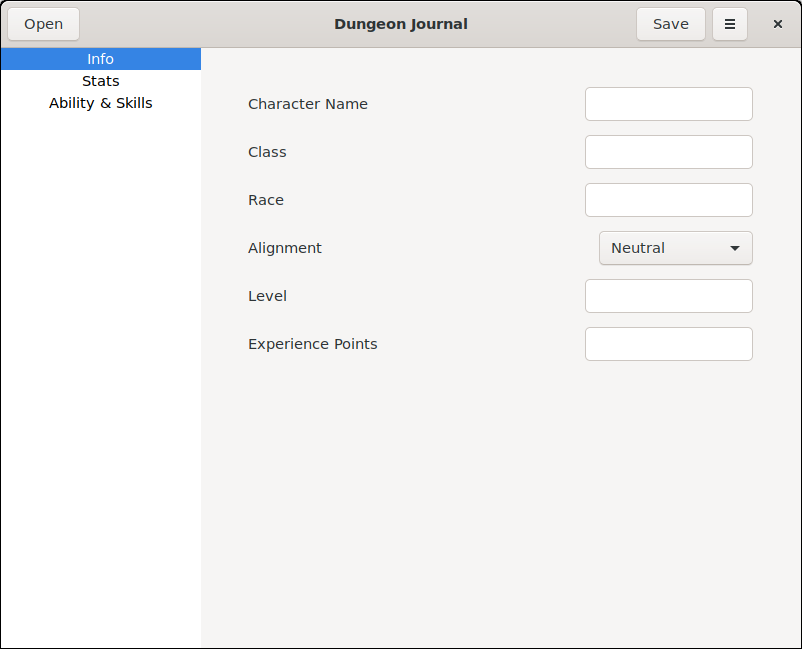 Open Dungeon Journal Save
Info
Stats
Ability & Skills
Character Name
Class
Race
Alignment Neutral
Level
Experience Points